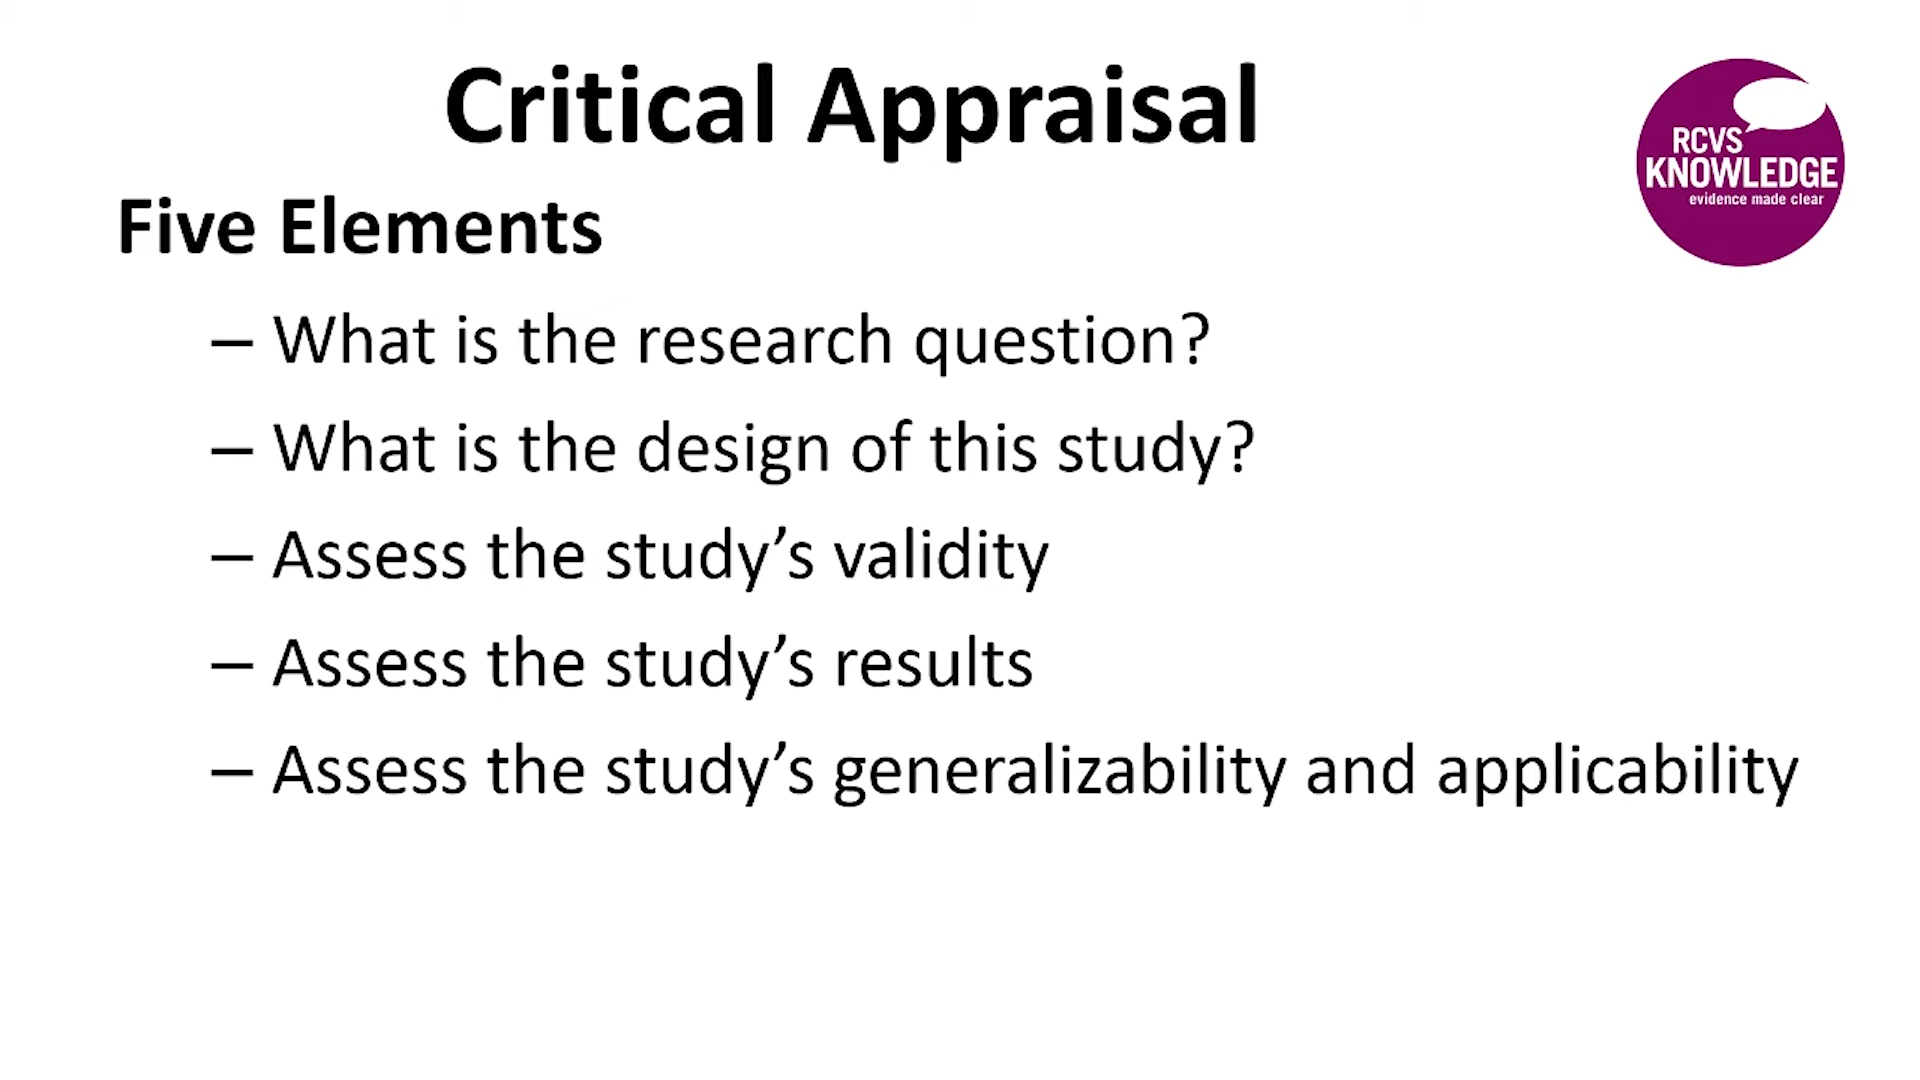 Critical Appraisal
RCVS
KNOWLEDGE
evidence made clear
Five Elements
– What is the research question?
– What is the design of this study?
– Assess the study’s validity
– Assess the study’s results
– Assess the study’s generalizability and applicability